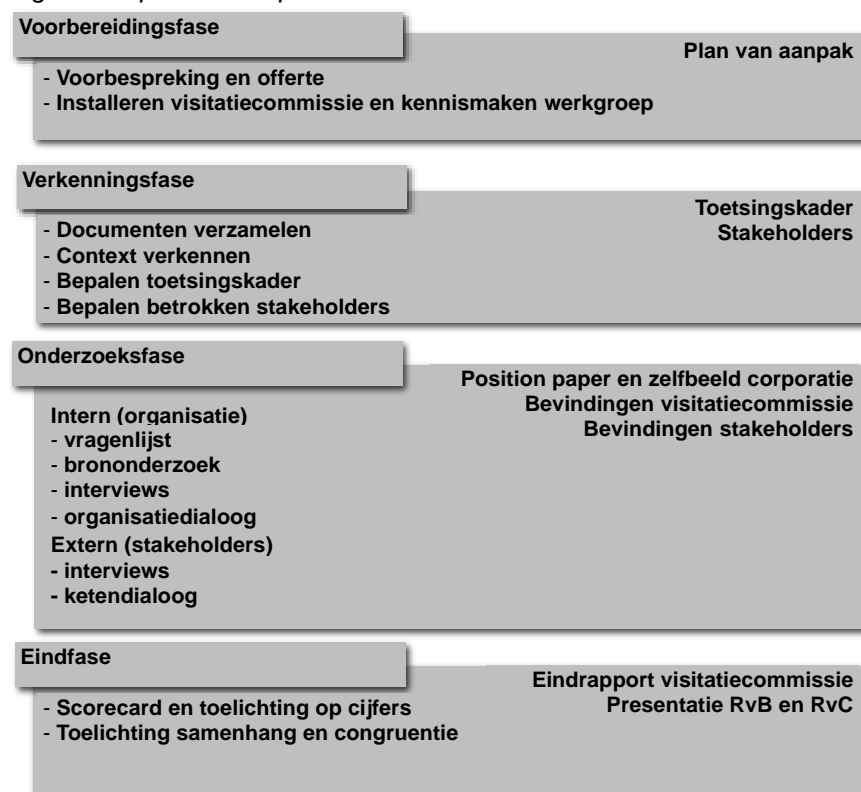 Voorbereidingsfase
Plan van aanpak
- Voorbespreking en offerte
- Installeren visitatiecommissie en kennismaken werkgroep
Verkenningsfase
Toetsingskader
Stakeholders
- Documenten verzamelen
- Context verkennen
- Bepalen toetsingskader
- Bepalen betrokken stakeholders
Onderzoeksfase
Position paper en zelfbeeld corporatie
Bevindingen visitatiecommissie
Bevindingen stakeholders
Intern (organisatie)
- vragenlijst
- brononderzoek
- interviews
- organisatiedialoog
Extern (stakeholders)
- interviews
- ketendialoog
Eindfase
Eindrapport visitatiecommissie
Presentatie RvB en RvC
- Scorecard en toelichting op cijfers
- Toelichting samenhang en congruentie